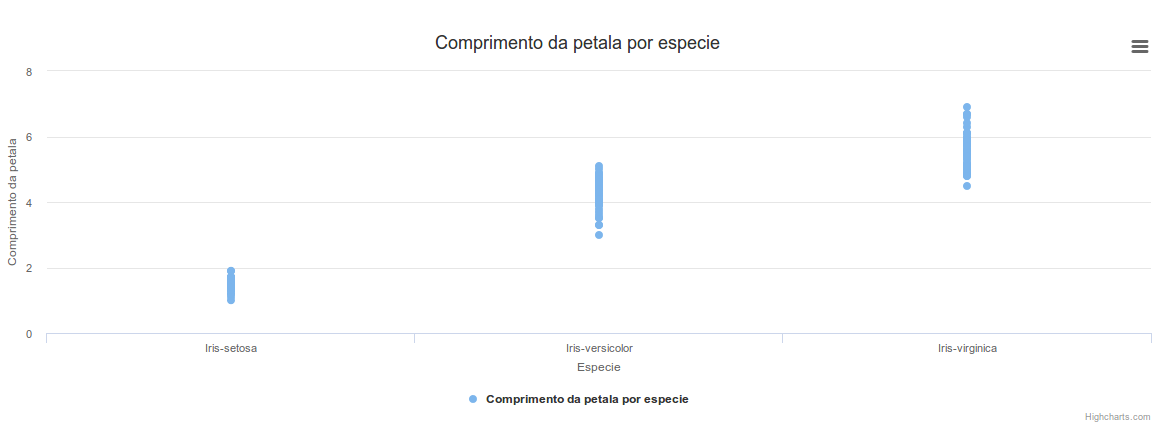 Comprimento da petala por especie
Comprimento da petala
8
6
4
2
0
Iris-setosa
Iris-versicolor
Iris-virginica
Especie
Comprimento da petala por especie
Highcharts.com